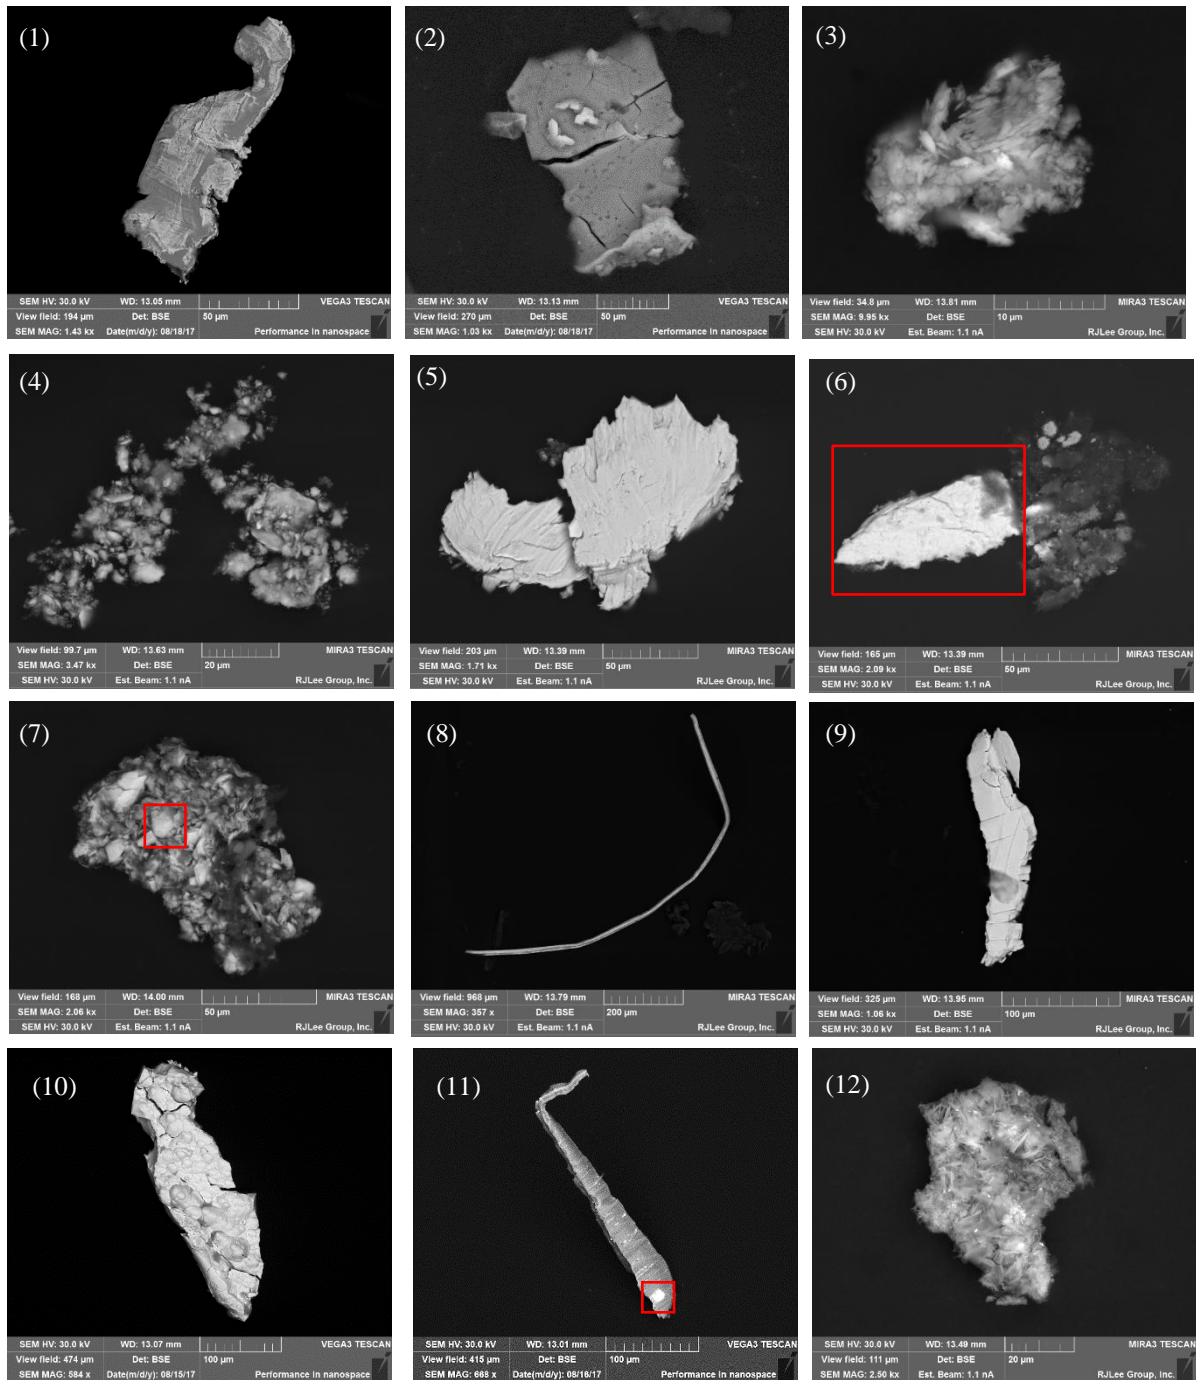 (1)
SEM HV: 30.0 kV WD: 13.05 mm VEGA3 TESCAN
View field: 194 µm Det: BSE 50 µm
SEM MAG: 1.43 kx Date(m/d/y): 08/18/17 Performance in nanospace
(2)
SEM HV: 30.0 kV WD: 13.13 mm VEGA3 TESCAN
View field: 270 µm Det: BSE 50 µm
SEM MAG: 1.03 kx Date(m/d/y): 08/18/17 Performance in nanospace
(3)
View field: 34.8 µm WD: 13.81 mm MIRA3 TESCAN
SEM MAG: 9.95 kx Det: BSE 10 µm
SEM HV: 30.0 kV Est. Beam: 1.1 nA RJLee Group, Inc.
(4)
View field: 99.7 µm WD: 13.63 mm MIRA3 TESCAN
SEM MAG: 3.47 kx Det: BSE 20 µm
SEM HV: 30.0 kV Est. Beam: 1.1 nA RJLee Group, Inc.
(5)
View field: 203 µm WD: 13.39 mm MIRA3 TESCAN
SEM MAG: 1.71 kx Det: BSE 50 µm
SEM HV: 30.0 kV Est. Beam: 1.1 nA RJLee Group, Inc.
(6)
View field: 165 µm WD: 13.39 mm MIRA3 TESCAN
SEM MAG: 2.09 kx Det: BSE 50 µm
SEM HV: 30.0 kV Est. Beam: 1.1 nA RJLee Group, Inc.
(7)
View field: 168 µm WD: 14.00 mm MIRA3 TESCAN
SEM MAG: 2.06 kx Det: BSE 50 µm
SEM HV: 30.0 kV Est. Beam: 1.1 nA RJLee Group, Inc.
(8)
View field: 968 µm WD: 13.79 mm MIRA3 TESCAN
SEM MAG: 357 x Det: BSE 200 µm
SEM HV: 30.0 kV Est. Beam: 1.1 nA RJLee Group, Inc.
(9)
View field: 325 µm WD: 13.95 mm MIRA3 TESCAN
SEM MAG: 1.06 kx Det: BSE 100 µm
SEM HV: 30.0 kV Est. Beam: 1.1 nA RJLee Group, Inc.
(10)
SEM HV: 30.0 kV WD: 13.07 mm VEGA3 TESCAN
View field: 474 µm Det: BSE 100 µm
SEM MAG: 584 x Date(m/d/y): 08/15/17 Performance in nanospace
(11)
SEM HV: 30.0 kV WD: 13.01 mm VEGA3 TESCAN
View field: 415 µm Det: BSE 100 µm
SEM MAG: 668 x Date(m/d/y): 08/16/17 Performance in nanospace
(12)
SEM HV: 30.0 kV WD: 13.49 mm MIRA3 TESCAN
View field: 111 µm Det: BSE 20 µm
SEM MAG: 2.50 kx Est. Beam: 1.1 nA RJLee Group, Inc.